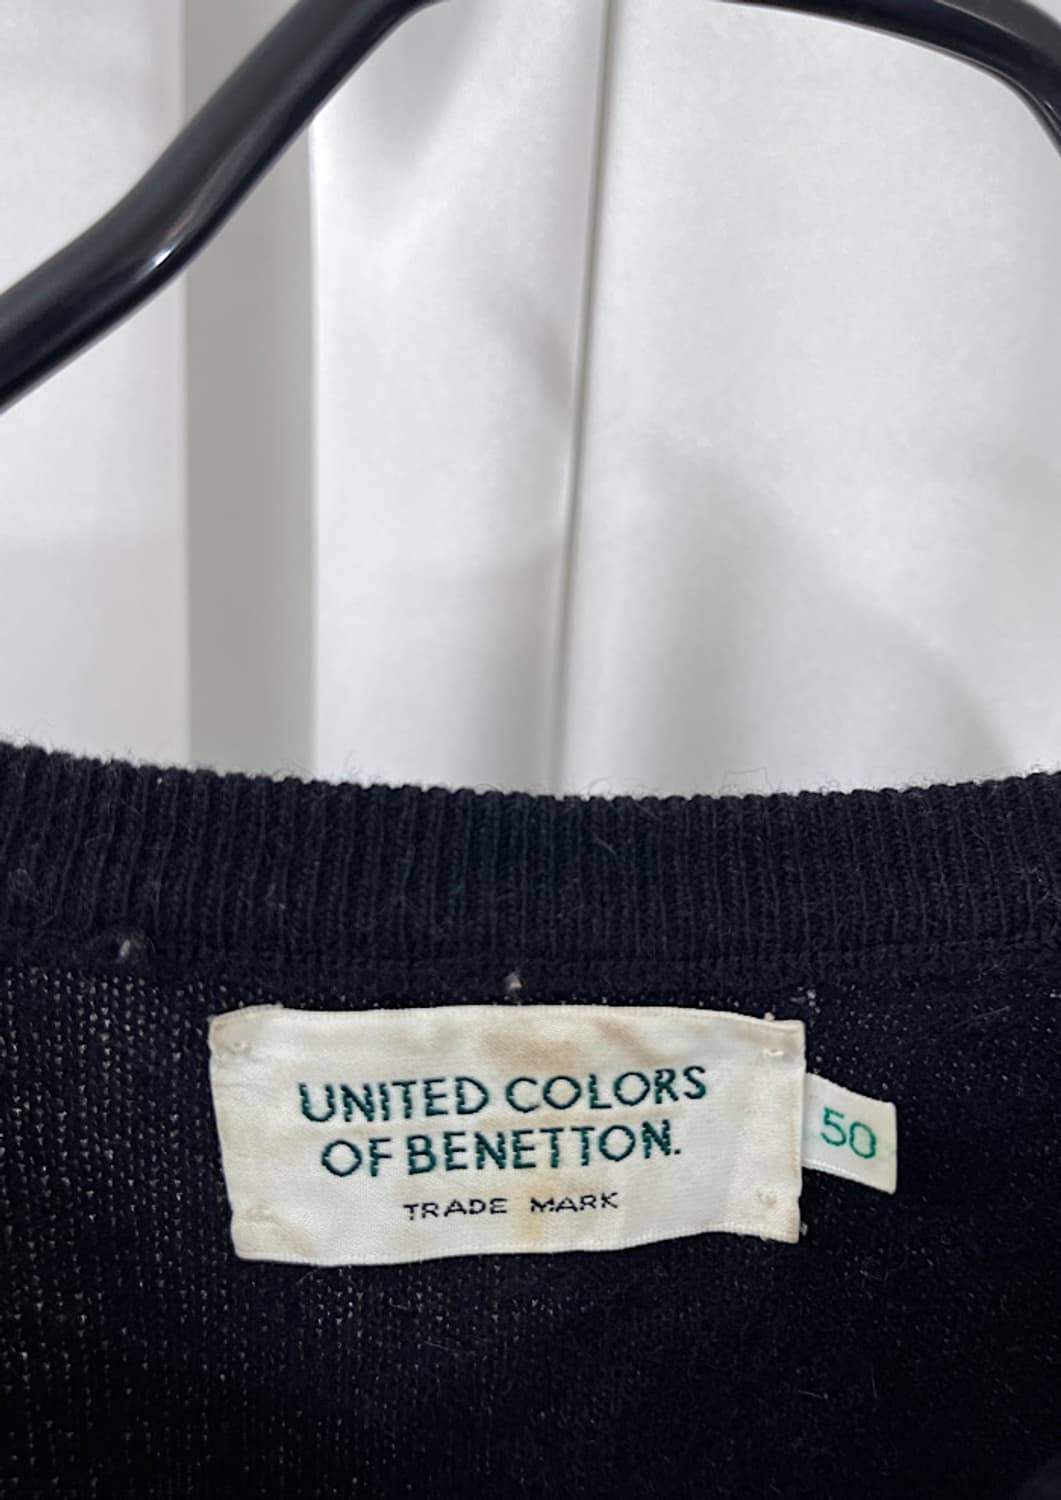 UNITED COLORS
OF BENETTON.
TRADE MARK
50